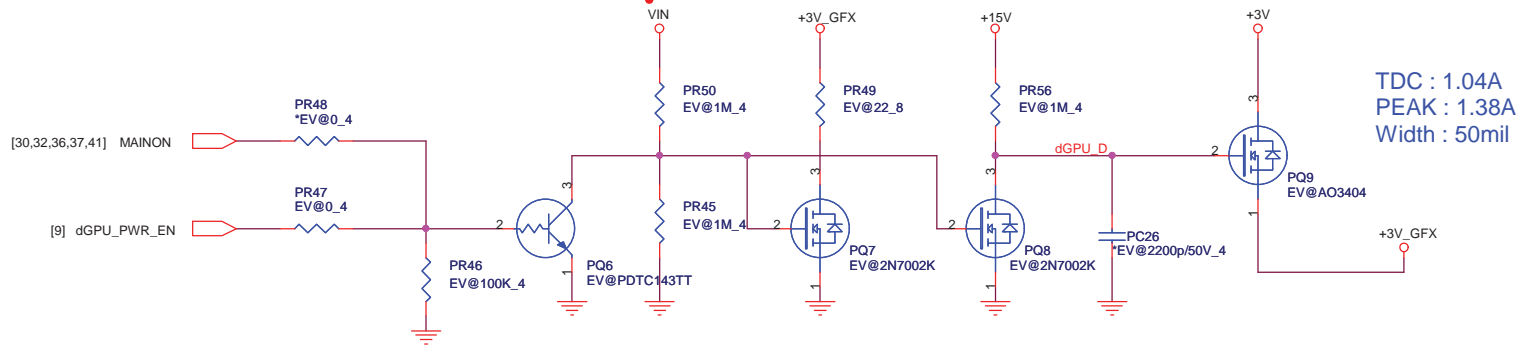 VIN
+3V_GFX
+15V
+3V
PR50
EV@1M_4
PR49
EV@22_8
PR56
EV@1M_4
TDC : 1.04A
PEAK : 1.38A
Width : 50mil
PR48
*EV@0_4
[30,32,36,37,41] MAINON
3
dGPU_D
2
PQ9
EV@AO3404
1
PR47
EV@0_4
[9] dGPU_PWR_EN
2
3
PR45
EV@1M_4
3
2
3
2
PC26
*EV@2200p/50V_4
+3V_GFX
PR46
EV@100K_4
1
PQ6
EV@PDTC143TT
1
PQ7
EV@2N7002K
1
PQ8
EV@2N7002K